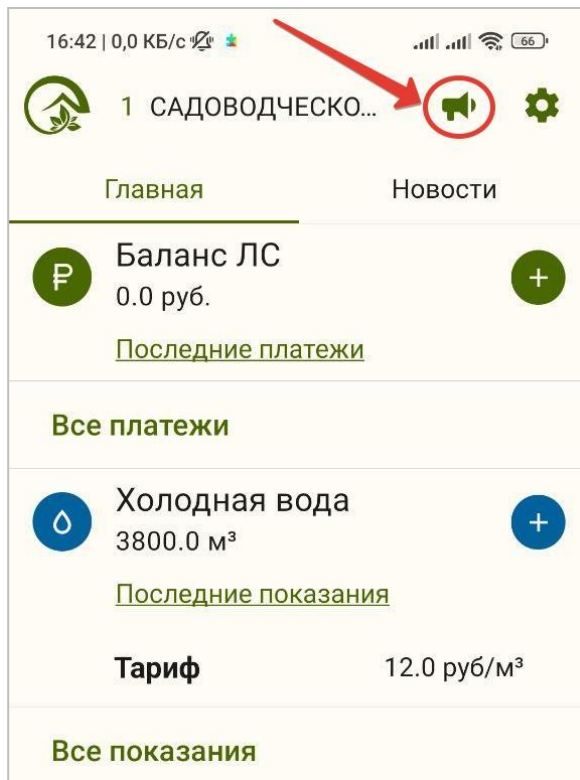 16:42 | 0,0 КБ/с 66
1 САДОВОДЧЕСКО...
Главная Новости
Баланс ЛС
0.0 руб.
Последние платежи
Все платежи
Холодная вода
3800.0 м³
Последние показания
Тариф 12.0 руб/м³
Все показания